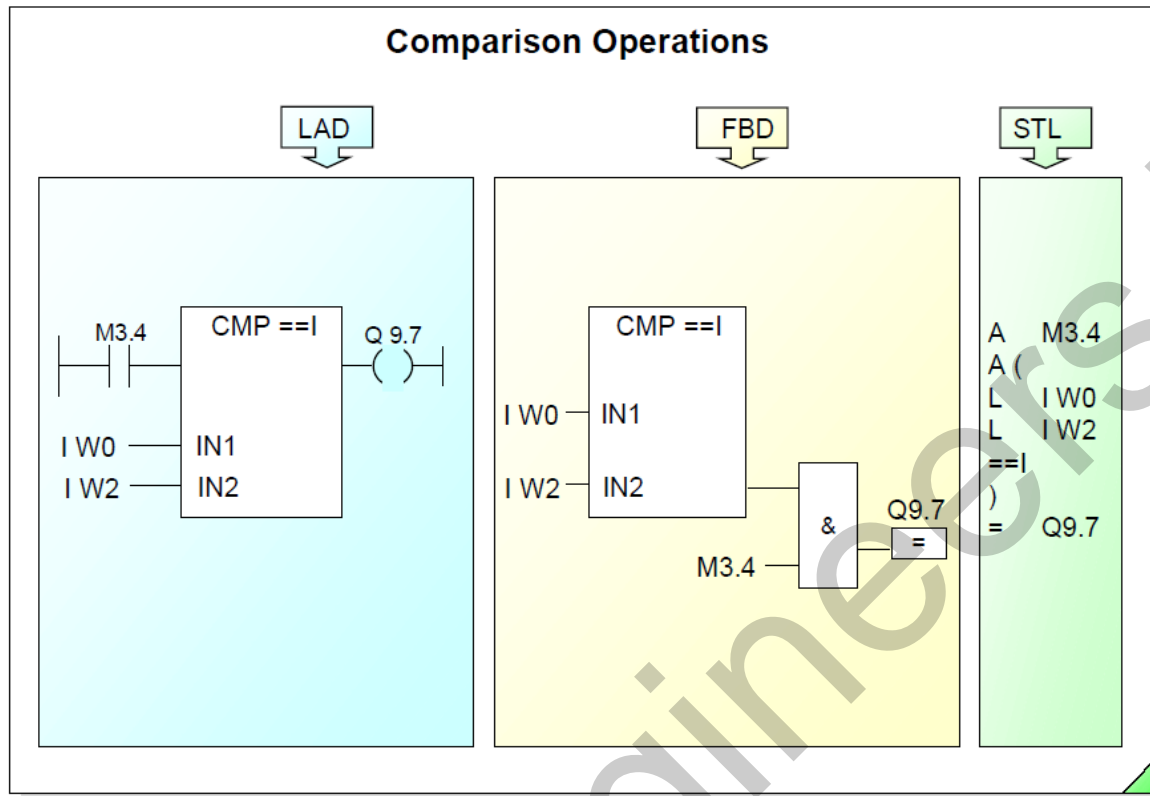 Comparison Operations
LAD
FBD
STL
M3.4
CMP ==I
Q 9.7
I W0
IN1
I W2
IN2
CMP ==I
I W0
IN1
I W2
IN2
&
Q9.7
=
M3.4
A M3.4
A (
L I W0
L I W2
==I
)
= Q9.7
gineers